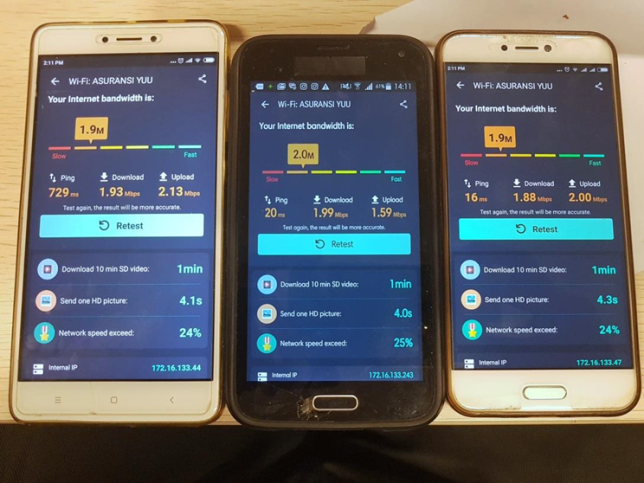 2:11 PM
Wi-Fi: ASURANSI YUU
Your Internet bandwidth is:
1.9M
Slow Fast
Ping Download Upload
729 ms 1.93 Mbps 2.13 Mbps
Test again, the result will be more accurate.
Retest
Download 10 min SD video: 1min
Send one HD picture: 4.1s
Network speed exceed: 24%
Internal IP 172.16.133.44
61% 14:11
Wi-Fi: ASURANSI YUU
Your Internet bandwidth is:
2.0M
Slow Fast
Ping Download Upload
20 ms 1.99 Mbps 1.59 Mbps
Test again, the result will be more accurate.
Retest
Download 10 min SD video: 1min
Send one HD picture: 4.0s
Network speed exceed: 25%
Internal IP 172.16.133.243
2:11 PM
Wi-Fi: ASURANSI YUU
Your Internet bandwidth is:
1.9M
Slow Fast
Ping Download Upload
16 ms 1.88 Mbps 2.00 Mbps
Test again, the result will be more accurate.
Retest
Download 10 min SD video: 1min
Send one HD picture: 4.3s
Network speed exceed: 24%
Internal IP 172.16.133.47